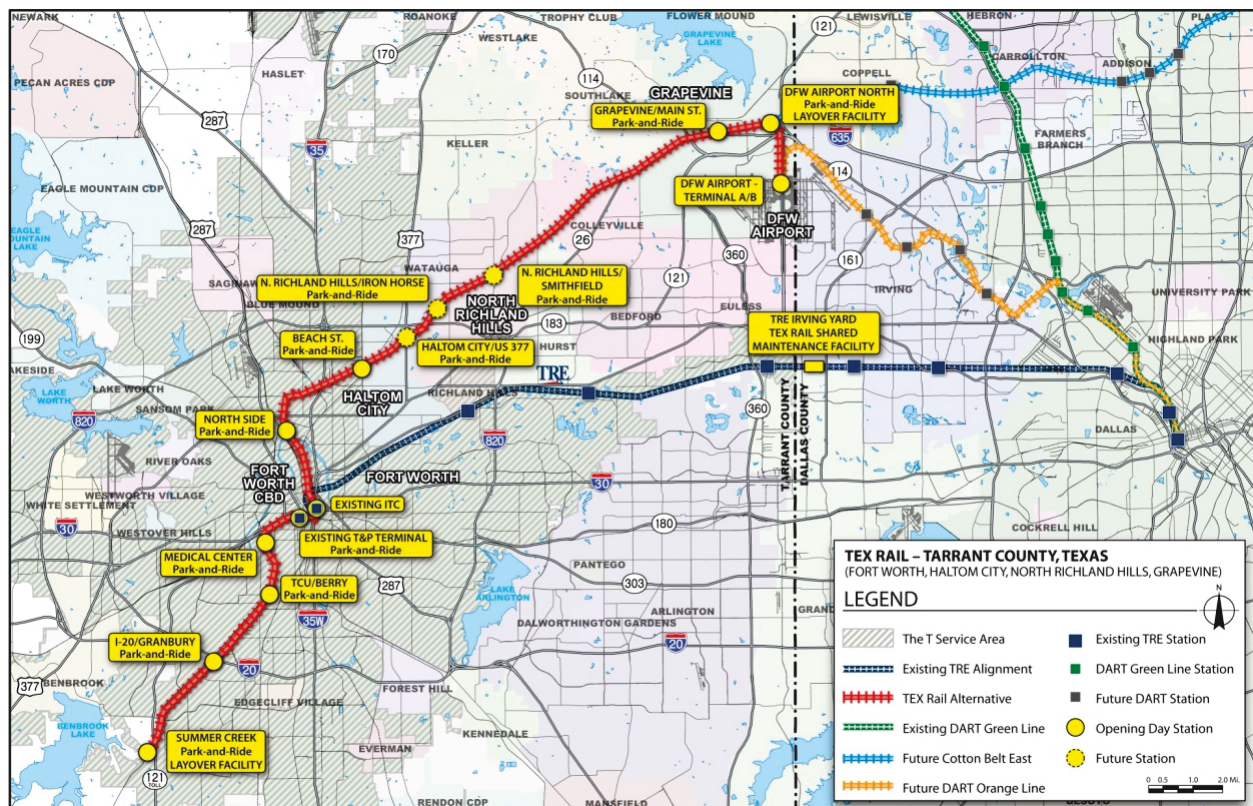 NEWARK
ROANOKE
TROPHY CLUB
FLOWER MOUND
121
LEWISVILLE
HEBRON
WESTLAKE
GRAPEVINE
LAKE
170
CARROLLTON
ADDISON
HASLET
PECAN ACRES CDP
114
SOUTHLAKE
GRAPEVINE
COPPELL
GRAPEVINE/MAIN ST.
Park-and-Ride
DFW AIRPORT NORTH
Park-and-Ride
LAYOVER FACILITY
287
35
KELLER
635
FARMERS
BRANCH
EAGLE MOUNTAIN CDP
114
DFW AIRPORT -
TERMINAL A/B
287
EAGLE
MOUNTAIN
LAKE
377
COLLEYVILLE
26
DFW
AIRPORT
360
161
121
WATAUGA
N. RICHLAND HILLS/IRON HORSE
Park-and-Ride
N. RICHLAND HILLS/
SMITHFIELD
Park-and-Ride
BLUE MOUND
NORTH
RICHLAND
HILLS
IRVING
UNIVERSITY PARK
EULESS
BEDFORD
183
199
BEACH ST.
Park-and-Ride
HALTOM CITY/US 377
Park-and-Ride
HURST
TRE IRVING YARD
TEX RAIL SHARED
MAINTENANCE FACILITY
HIGHLAND PARK
LAKESIDE
LAKE WORTH
TRE
RICHLAND HILLS
LAKE
WORTH
HALTOM
CITY
SANSOM PARK
820
360
TARRANT COUNTY
DALLAS COUNTY
NORTH SIDE
Park-and-Ride
820
DALLAS
RIVER OAKS
FORT
WORTH
CBD
FORT WORTH
30
WESTWORTH VILLAGE
WHITE SETTLEMENT
EXISTING ITC
30
WESTOVER HILLS
180
COCKRELL HILL
EXISTING T&P TERMINAL
Park-and-Ride
MEDICAL CENTER
Park-and-Ride
PANTEGO
287
303
TCU/BERRY
Park-and-Ride
LAKE
ARLINGTON
ARLINGTON
35W
DALWORTHINGTON GARDENS
I-20/GRANBURY
Park-and-Ride
20
20
377
BENBROOK
FOREST HILL
EDGECLIFF VILLAGE
BENBROOK
LAKE
KENNEDALE
SUMMER CREEK
Park-and-Ride
LAYOVER FACILITY
EVERMAN
121
TOLL
RENDON CDP
MANSFIELD
TEX RAIL – TARRANT COUNTY, TEXAS
(FORT WORTH, HALTOM CITY, NORTH RICHLAND HILLS, GRAPEVINE)
LEGEND
N
The T Service Area
Existing TRE Alignment
TEX Rail Alternative
Existing DART Green Line
Future Cotton Belt East
Future DART Orange Line
Existing TRE Station
DART Green Line Station
Future DART Station
Opening Day Station
Future Station
0 0.5 1.0 2.0 Mi.